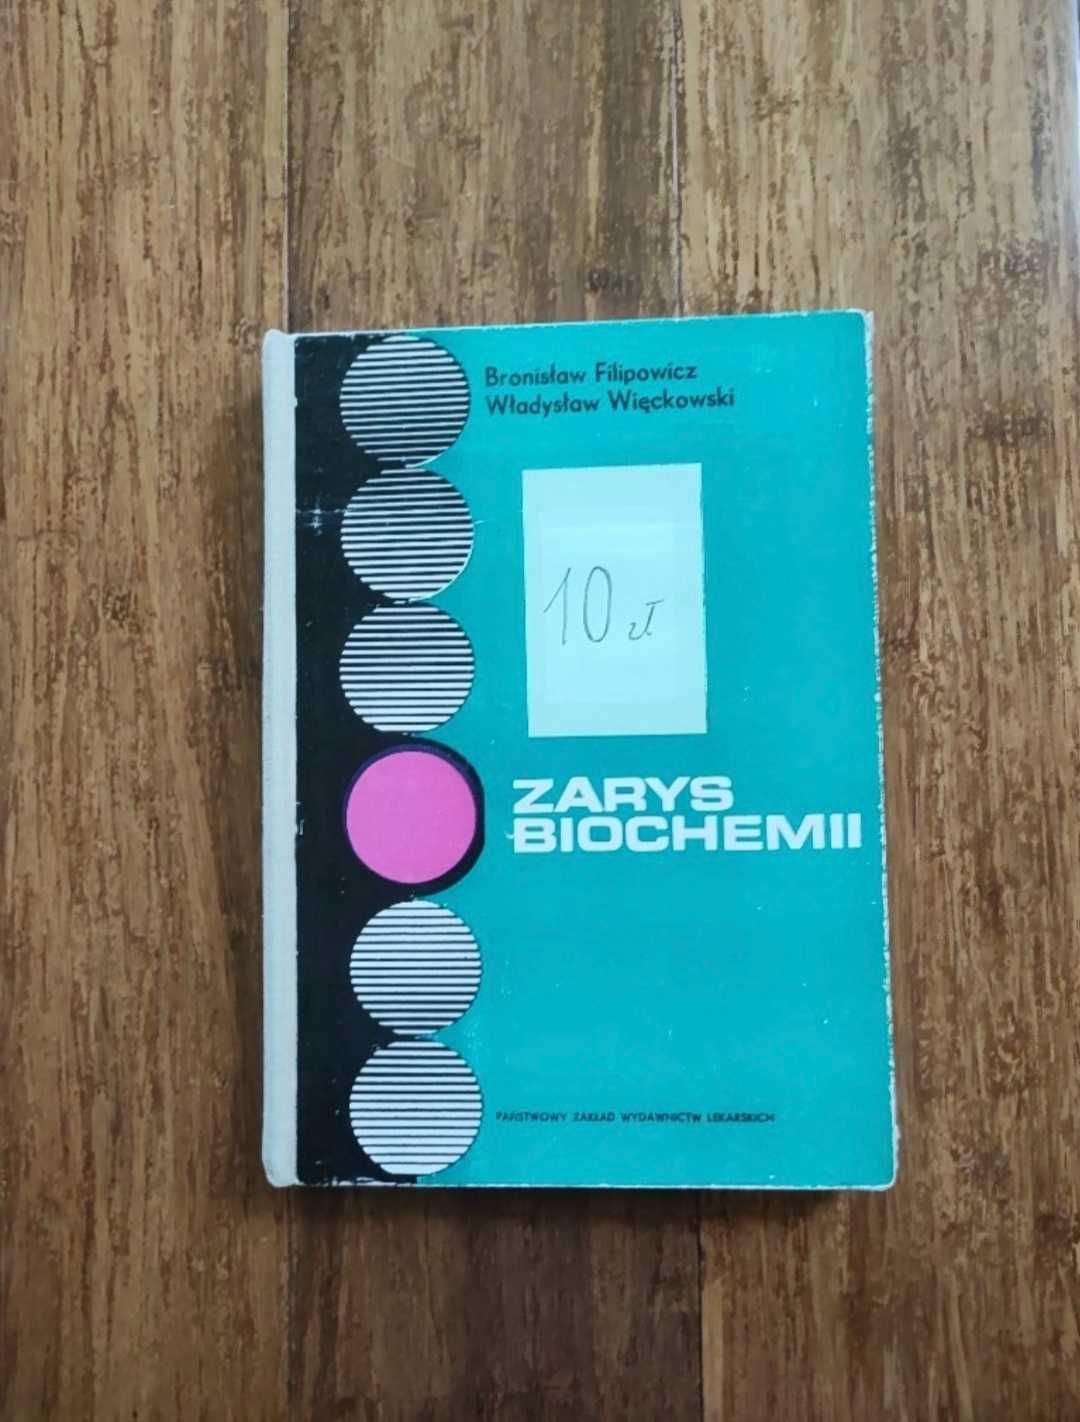 Bronisław Filipowicz
Władysław Więckowski
10 zł
ZARYS
BIOCHEMII
PAŃSTWOWY ZAKŁAD WYDAWNICTW LEKARSKICH